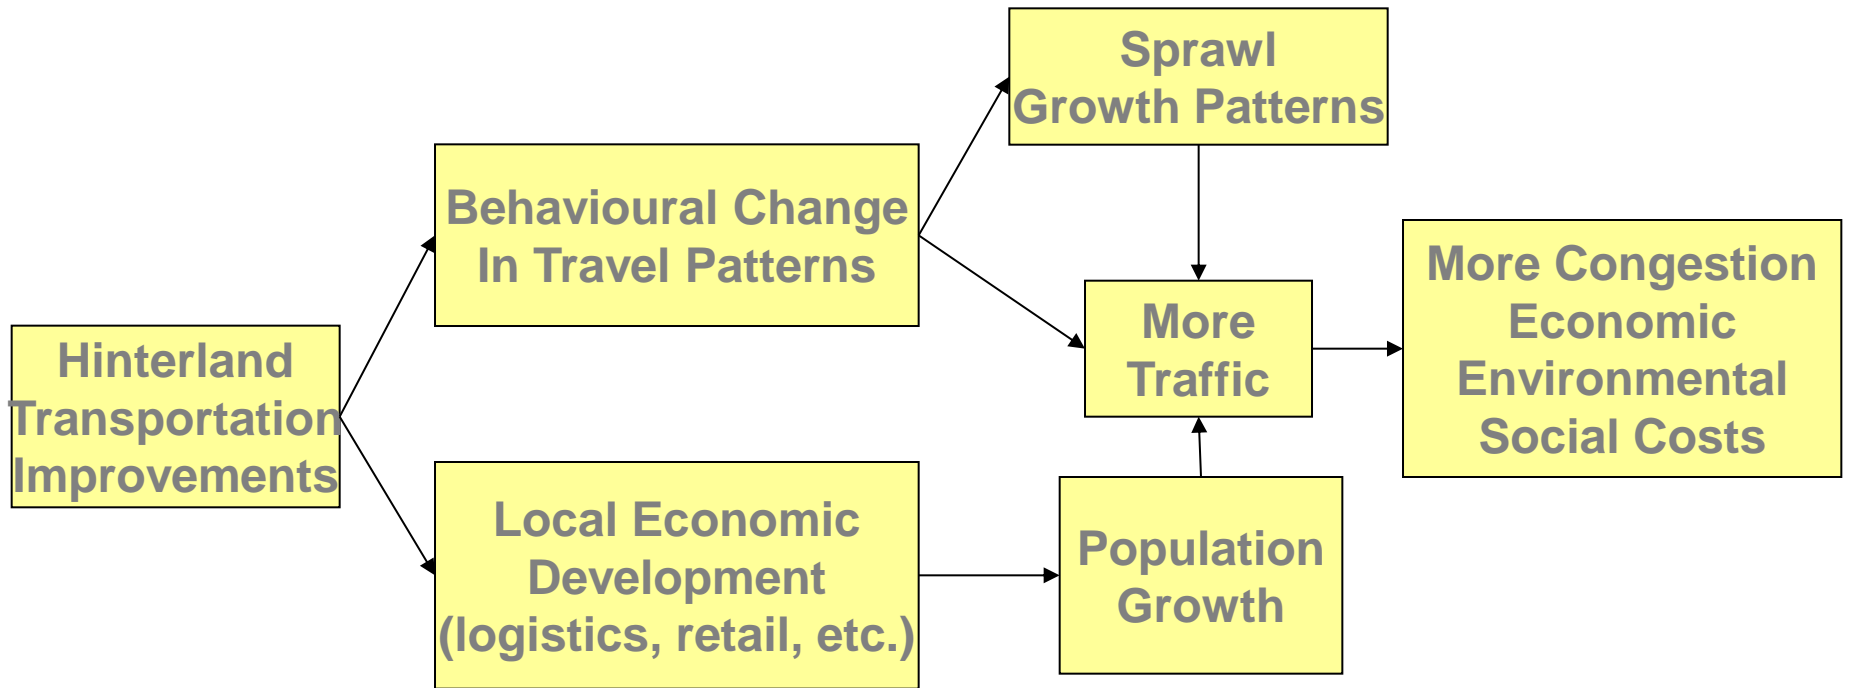 Hinterland
Transportation
Improvements
Behavioural Change
In Travel Patterns
Local Economic
Development
(logistics, retail, etc.)
Sprawl
Growth Patterns
More
Traffic
Population
Growth
More Congestion
Economic
Environmental
Social Costs